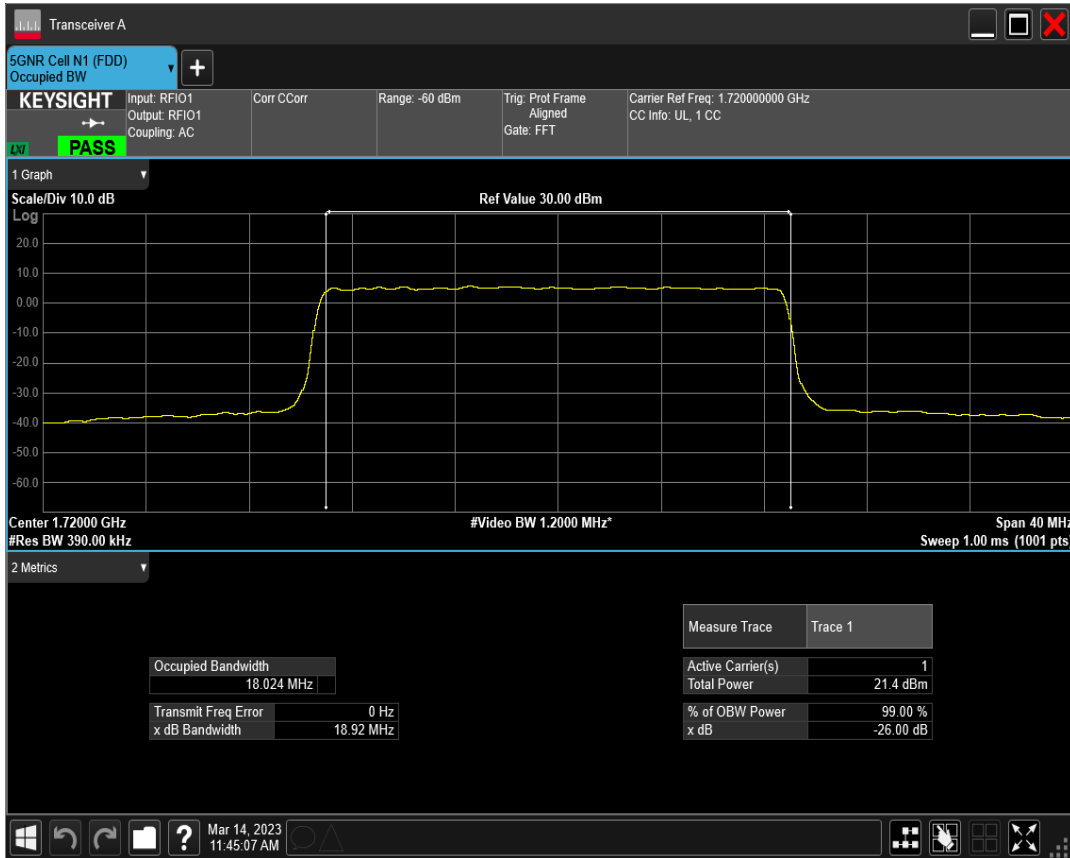 Transceiver A
5GNR Cell N1 (FDD)
Occupied BW
+
KEYSIGHT
LXI
PASS
Input: RFIO1
Output: RFIO1
Coupling: AC
Corr CCorr
Range: -60 dBm
Trig: Prot Frame
Aligned
Gate: FFT
Carrier Ref Freq: 1.720000000 GHz
CC Info: UL, 1 CC
1 Graph
Scale/Div 10.0 dB
Ref Value 30.00 dBm
Log
20.0
10.0
0.00
-10.0
-20.0
-30.0
-40.0
-50.0
-60.0
Center 1.72000 GHz
#Video BW 1.2000 MHz*
Span 40 MHz
#Res BW 390.00 kHz
Sweep 1.00 ms (1001 pts)
2 Metrics
Measure Trace Trace 1
Occupied Bandwidth
18.024 MHz
Transmit Freq Error 0 Hz
x dB Bandwidth 18.92 MHz
Active Carrier(s) 1
Total Power 21.4 dBm
% of OBW Power 99.00 %
x dB -26.00 dB
?
Mar 14, 2023
11:45:07 AM